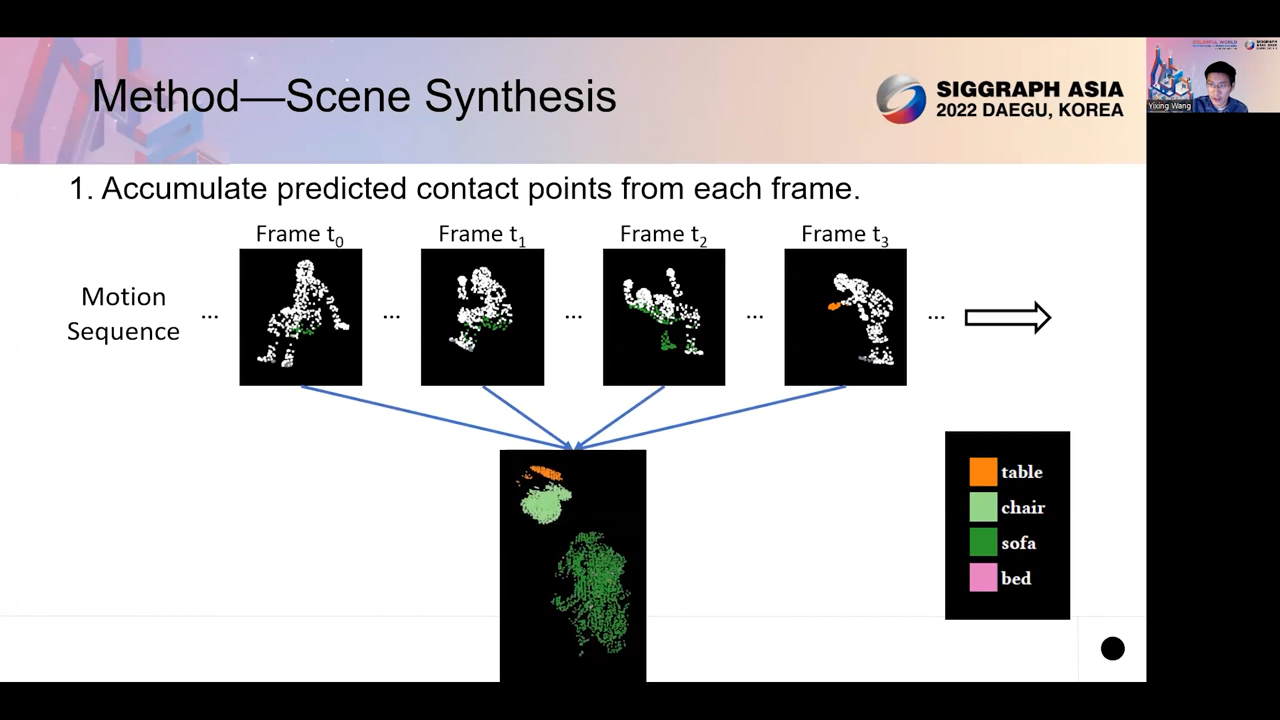 Method—Scene Synthesis
SIGGRAPH ASIA
2022 DAEGU, KOREA
Yixing Wang
1. Accumulate predicted contact points from each frame.
Frame t0
Frame t1
Frame t2
Frame t3
Motion
Sequence
...
...
...
...
...
table
chair
sofa
bed